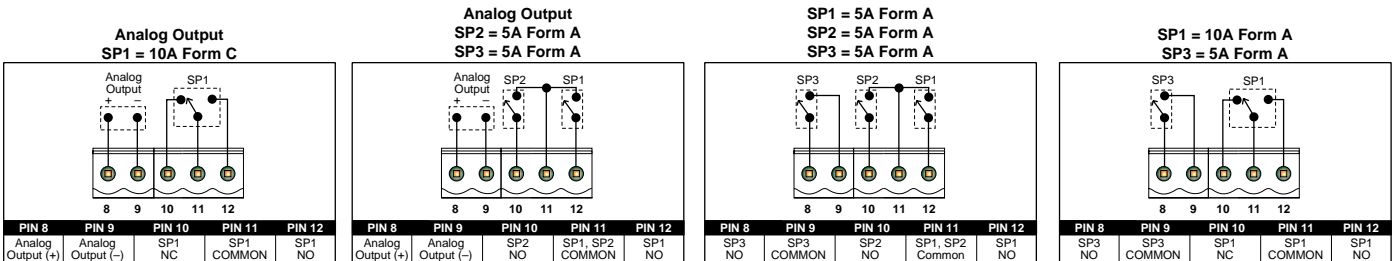 Analog Output
SP1 = 10A Form C
Analog
Output
+ –
SP1
8 9 10 11 12
PIN 8 PIN 9 PIN 10 PIN 11 PIN 12
Analog SP1 SP1 SP1
Analog
Output (+) Output (–) NC COMMON NO
Analog Output
SP2 = 5A Form A
SP3 = 5A Form A
Analog
Output
+ –
SP2 SP1
8 9 10 11 12
PIN 8 PIN 9 PIN 10 PIN 11 PIN 12
Analog Analog SP2 SP1, SP2 SP1
Output (+) Output (–) NO COMMON NO
SP1 = 5A Form A
SP2 = 5A Form A
SP3 = 5A Form A
SP3 SP2 SP1
8 9 10 11 12
PIN 8 PIN 9 PIN 10 PIN 11 PIN 12
SP3 SP3 SP2 SP1, SP2 SP1
NO COMMON NO Common NO
SP1 = 10A Form A
SP3 = 5A Form A
SP3 SP1
8 9 10 11 12
PIN 8 PIN 9 PIN 10 PIN 11 PIN 12
SP3 SP3 SP1 SP1 SP1
NO COMMON NC COMMON NO